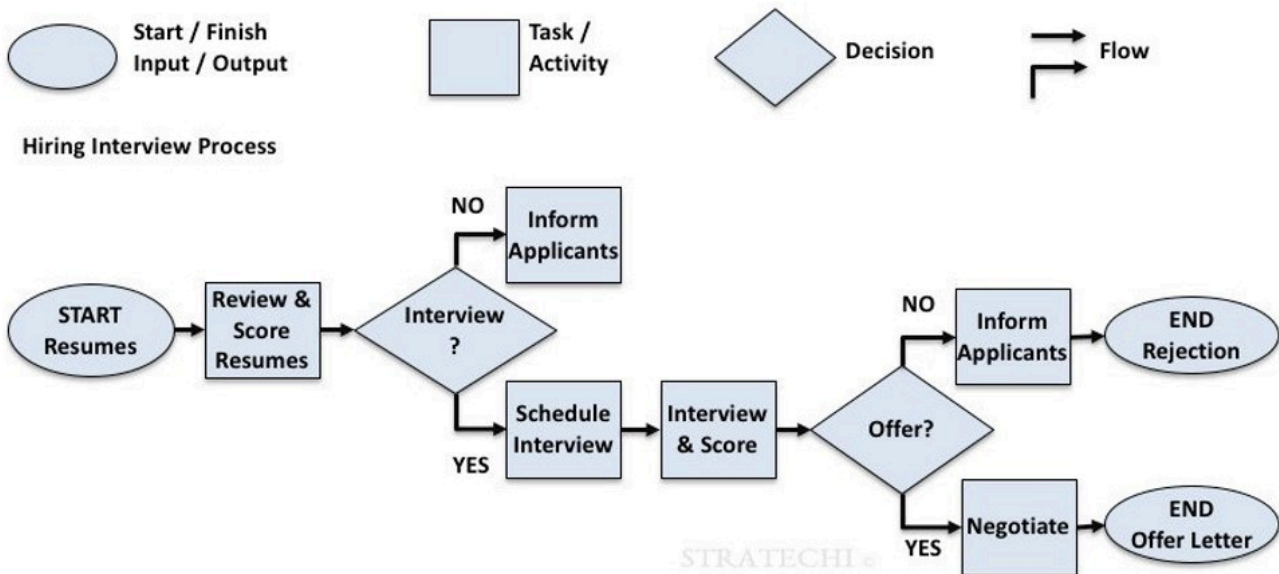 Start / Finish
Input / Output
Task /
Activity
Decision
Flow
Hiring Interview Process
START
Resumes
Review &
Score
Resumes
Interview
?
NO
Inform
Applicants
YES
Schedule
Interview
Interview
& Score
Offer?
NO
Inform
Applicants
END
Rejection
YES
Negotiate
END
Offer Letter
STRATECHI ©